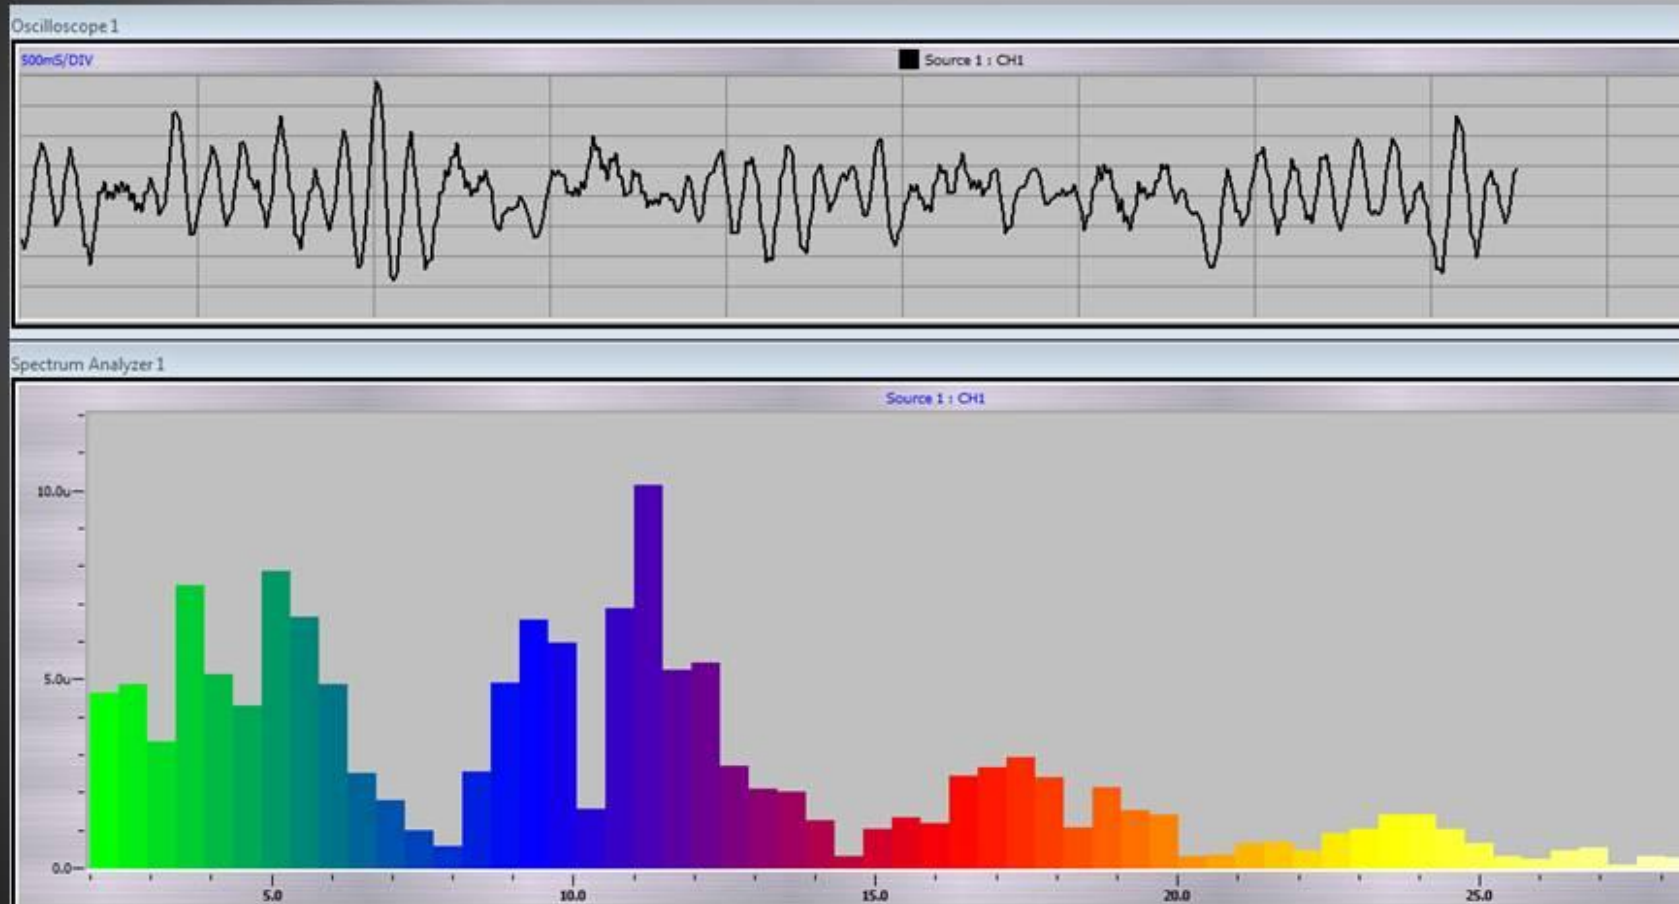 Oscilloscope 1
500mS/DIV
Source 1 : CH1
Spectrum Analyzer 1
Source 1 : CH1
10.0u
5.0u
0.0
5.0 10.0 15.0 20.0 25.0